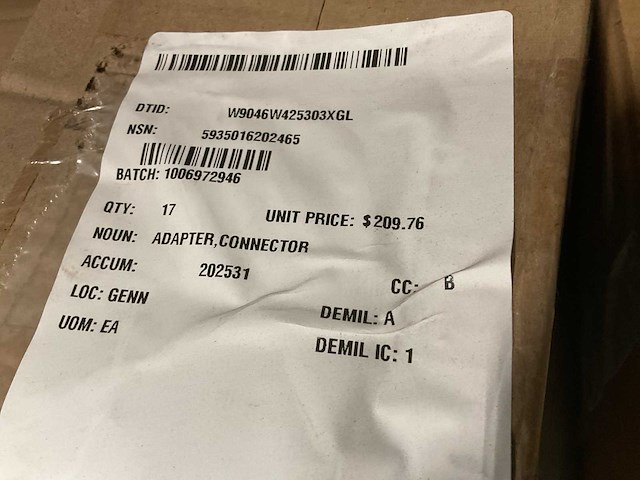 DTID: W9046W425303XGL
NSN: 5935016202465
BATCH: 1006972946
QTY: 17 UNIT PRICE: $209.76
NOUN: ADAPTER,CONNECTOR
ACCUM: 202531 CC: B
LOC: GENN DEMIL: A
UOM: EA DEMIL IC: 1